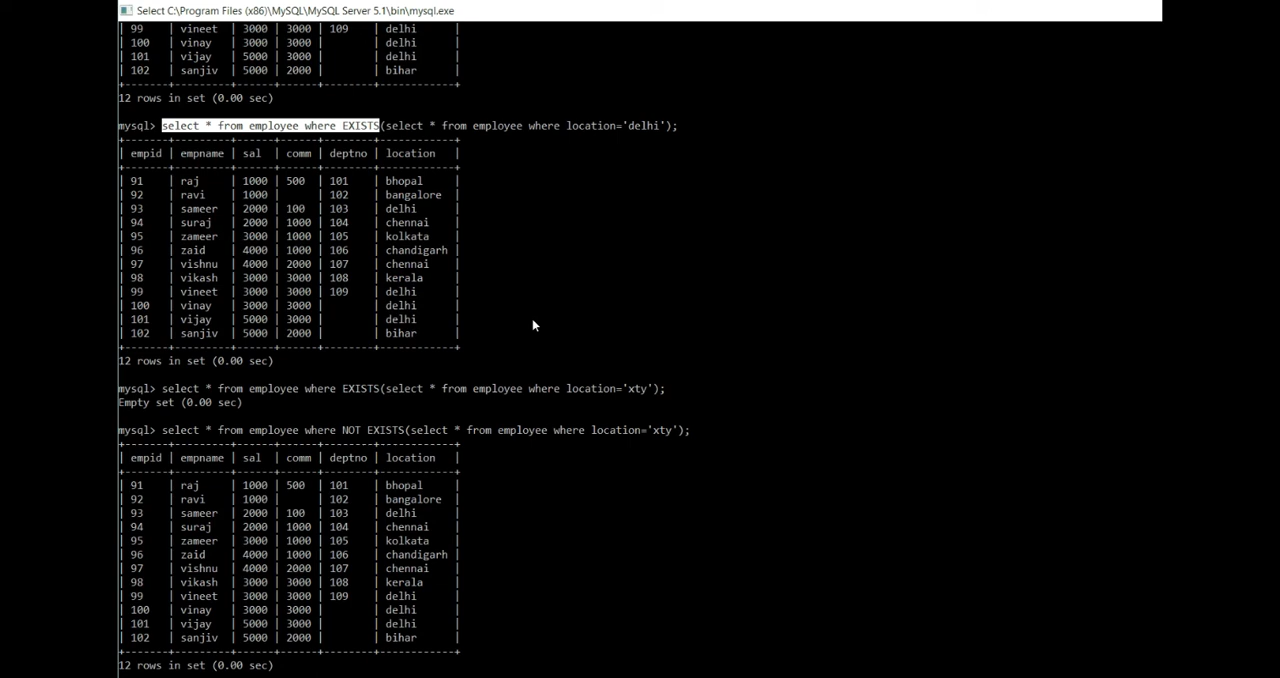 Select C:\Program Files (x86)\MySQL\MySQL Server 5.1\bin\mysql.exe
| 99    | vineet  | 3000 | 3000 | 109    | delhi      |
| 100   | vinay   | 3000 | 3000 |        | delhi      |
| 101   | vijay   | 5000 | 3000 |        | delhi      |
| 102   | sanjiv  | 5000 | 2000 |        | bihar      |
+-------+---------+------+------+--------+------------+
12 rows in set (0.00 sec)
mysql> select * from employee where EXISTS(select * from employee where location='delhi');
+-------+---------+------+------+--------+------------+
| empid | empname | sal  | comm | deptno | location   |
+-------+---------+------+------+--------+------------+
| 91    | raj     | 1000 | 500  | 101    | bhopal     |
| 92    | ravi    | 1000 |      | 102    | bangalore  |
| 93    | sameer  | 2000 | 100  | 103    | delhi      |
| 94    | suraj   | 2000 | 1000 | 104    | chennai    |
| 95    | zameer  | 3000 | 1000 | 105    | kolkata    |
| 96    | zaid    | 4000 | 1000 | 106    | chandigarh |
| 97    | vishnu  | 4000 | 2000 | 107    | chennai    |
| 98    | vikash  | 3000 | 3000 | 108    | kerala     |
| 99    | vineet  | 3000 | 3000 | 109    | delhi      |
| 100   | vinay   | 3000 | 3000 |        | delhi      |
| 101   | vijay   | 5000 | 3000 |        | delhi      |
| 102   | sanjiv  | 5000 | 2000 |        | bihar      |
+-------+---------+------+------+--------+------------+
12 rows in set (0.00 sec)
mysql> select * from employee where EXISTS(select * from employee where location='xty');
Empty set (0.00 sec)
mysql> select * from employee where NOT EXISTS(select * from employee where location='xty');
+-------+---------+------+------+--------+------------+
| empid | empname | sal  | comm | deptno | location   |
+-------+---------+------+------+--------+------------+
| 91    | raj     | 1000 | 500  | 101    | bhopal     |
| 92    | ravi    | 1000 |      | 102    | bangalore  |
| 93    | sameer  | 2000 | 100  | 103    | delhi      |
| 94    | suraj   | 2000 | 1000 | 104    | chennai    |
| 95    | zameer  | 3000 | 1000 | 105    | kolkata    |
| 96    | zaid    | 4000 | 1000 | 106    | chandigarh |
| 97    | vishnu  | 4000 | 2000 | 107    | chennai    |
| 98    | vikash  | 3000 | 3000 | 108    | kerala     |
| 99    | vineet  | 3000 | 3000 | 109    | delhi      |
| 100   | vinay   | 3000 | 3000 |        | delhi      |
| 101   | vijay   | 5000 | 3000 |        | delhi      |
| 102   | sanjiv  | 5000 | 2000 |        | bihar      |
+-------+---------+------+------+--------+------------+
12 rows in set (0.00 sec)